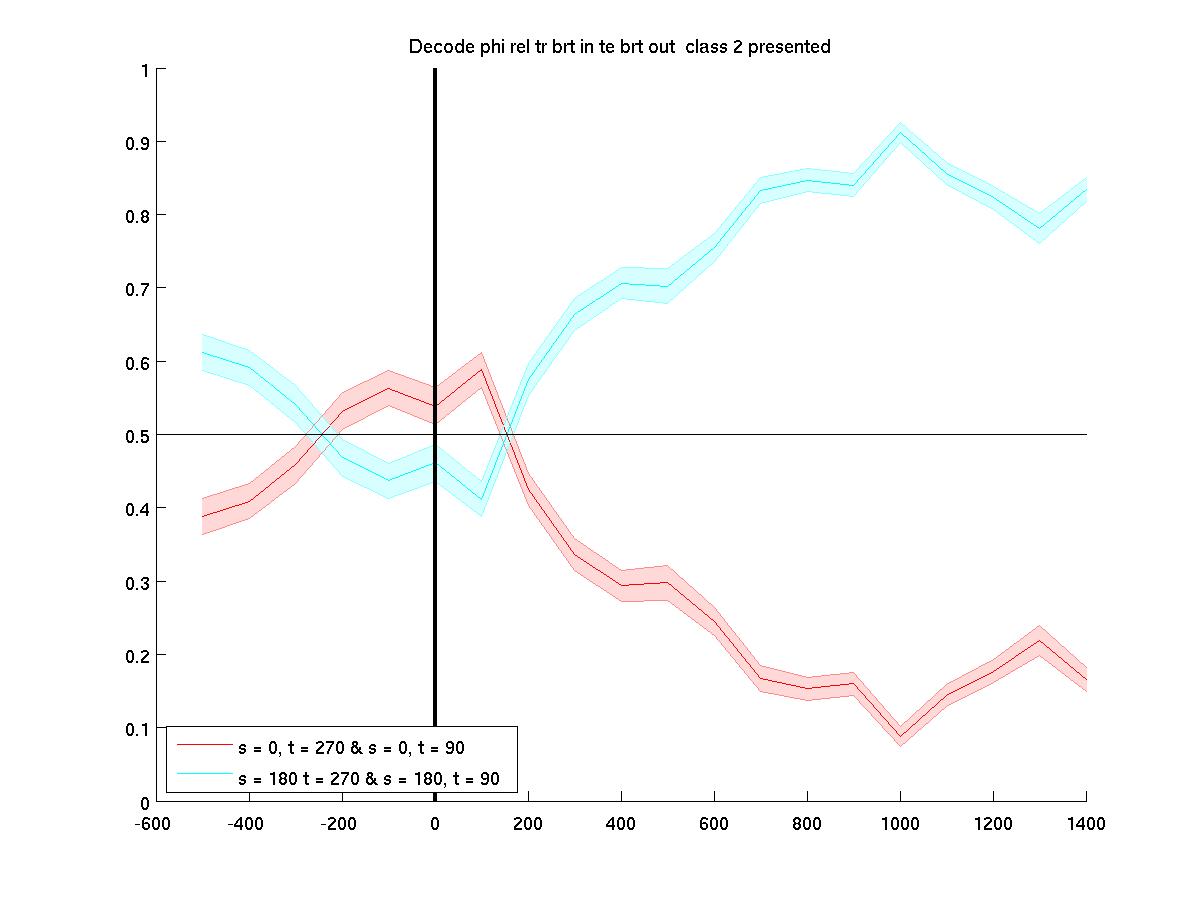 Decode phi rel tr brt in te brt out  class 2 presented
1
0.9
0.8
0.7
0.6
0.5
0.4
0.3
0.2
0.1
0
s = 0, t = 270 & s = 0, t = 90
s = 180 t = 270 & s = 180, t = 90
-600 -400 -200 0 200 400 600 800 1000 1200 1400